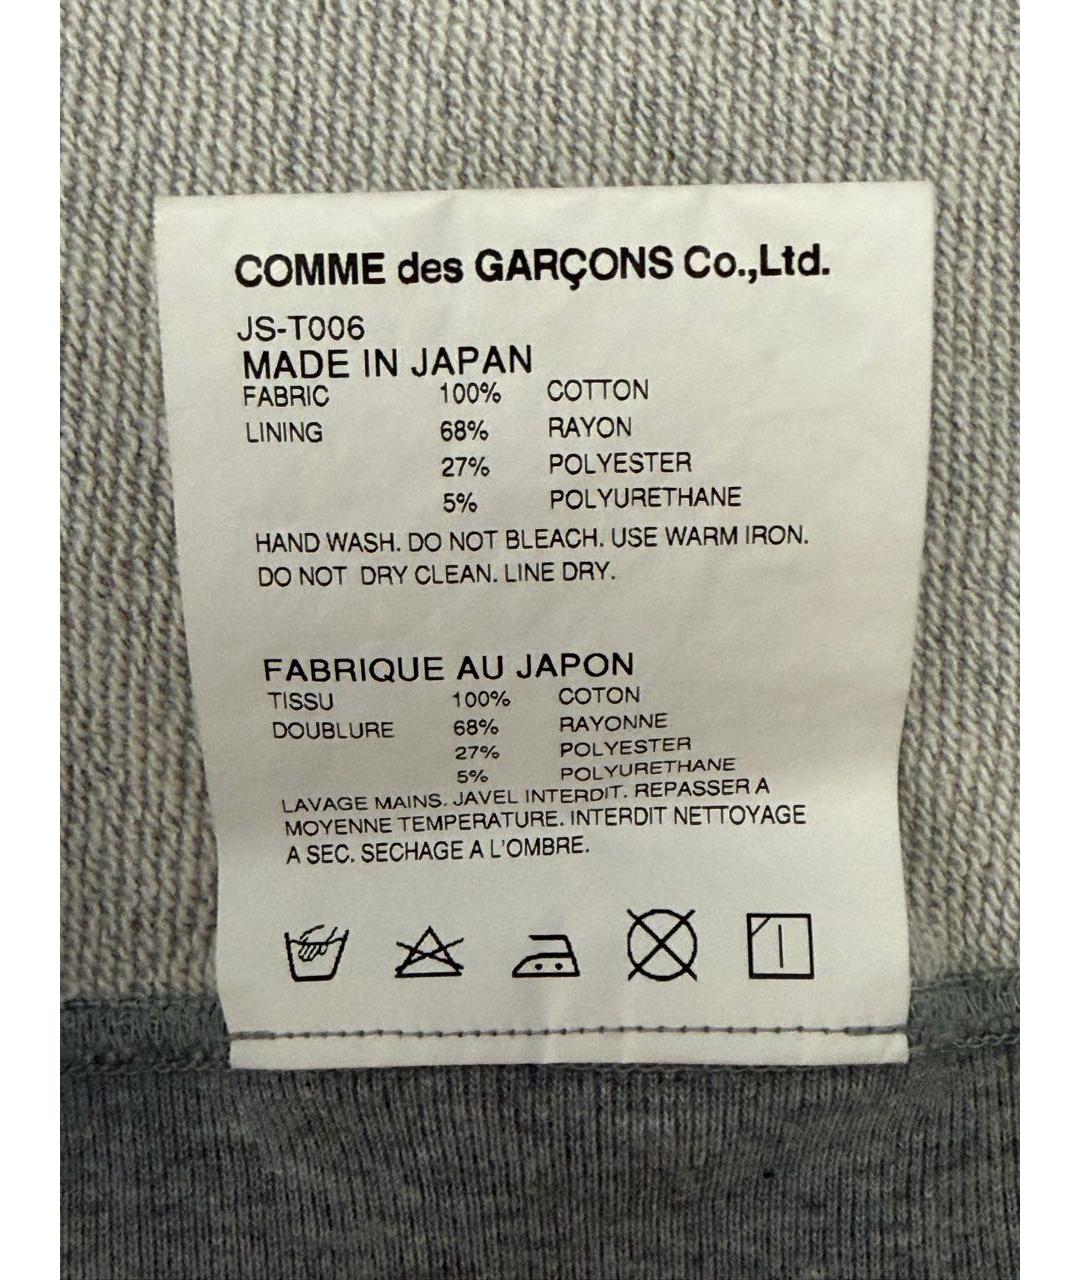 COMME des GARÇONS Co.,Ltd.
JS-T006
MADE IN JAPAN
FABRIC 100% COTTON
LINING 68% RAYON
27% POLYESTER
5% POLYURETHANE
HAND WASH. DO NOT BLEACH. USE WARM IRON.
DO NOT DRY CLEAN. LINE DRY.
FABRIQUE AU JAPON
TISSU 100% COTON
DOUBLURE 68% RAYONNE
27% POLYESTER
5% POLYURETHANE
LAVAGE MAINS. JAVEL INTERDIT. REPASSER A
MOYENNE TEMPERATURE. INTERDIT NETTOYAGE
A SEC. SECHAGE A L'OMBRE.